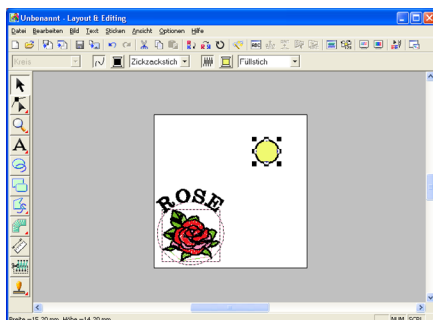 Unbenannt - Layout & Editing
Datei Bearbeiten Bild Text Sticken Ansicht Optionen Hilfe
ABC
Kreis Zickzackstich Füllstich
A
ROSE
Breite =15.20 mm Höhe =14.20 mm NUM SCRL